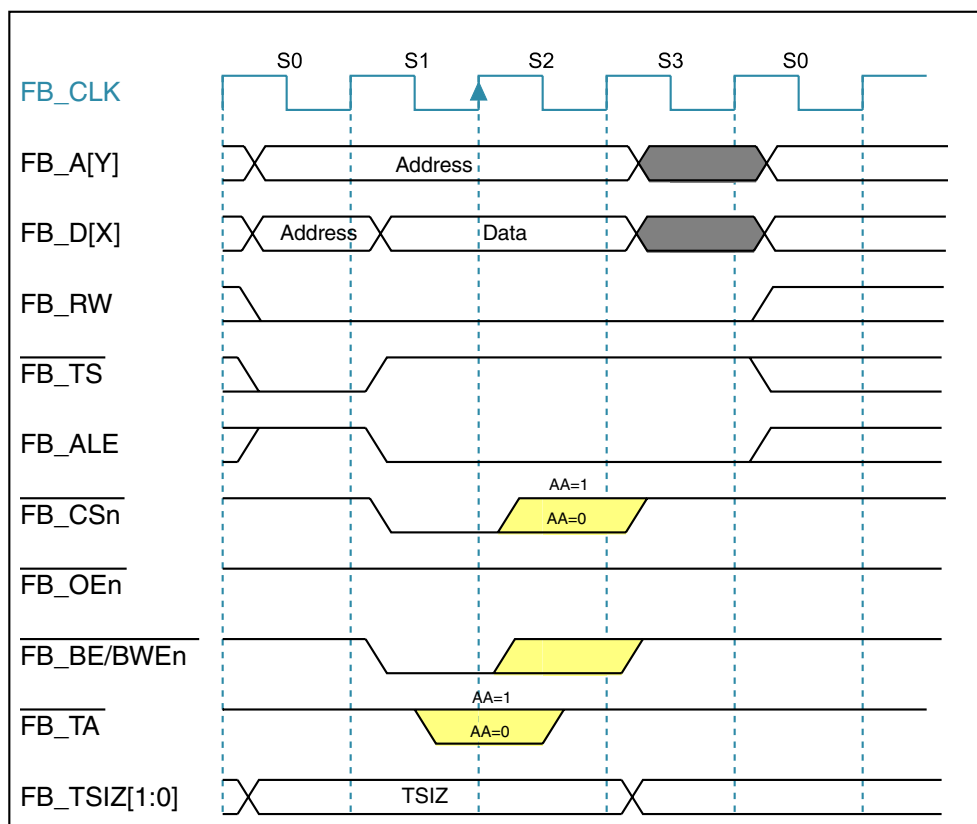 S0 S1 S2 S3 S0
FB_CLK
FB_A[Y] Address
FB_D[X] Address Data
FB_RW
FB_TS
FB_ALE
AA=1
FB_CSn AA=0
FB_OEn
FB_BE/BWEn
AA=1
FB_TA AA=0
FB_TSIZ[1:0] TSIZ